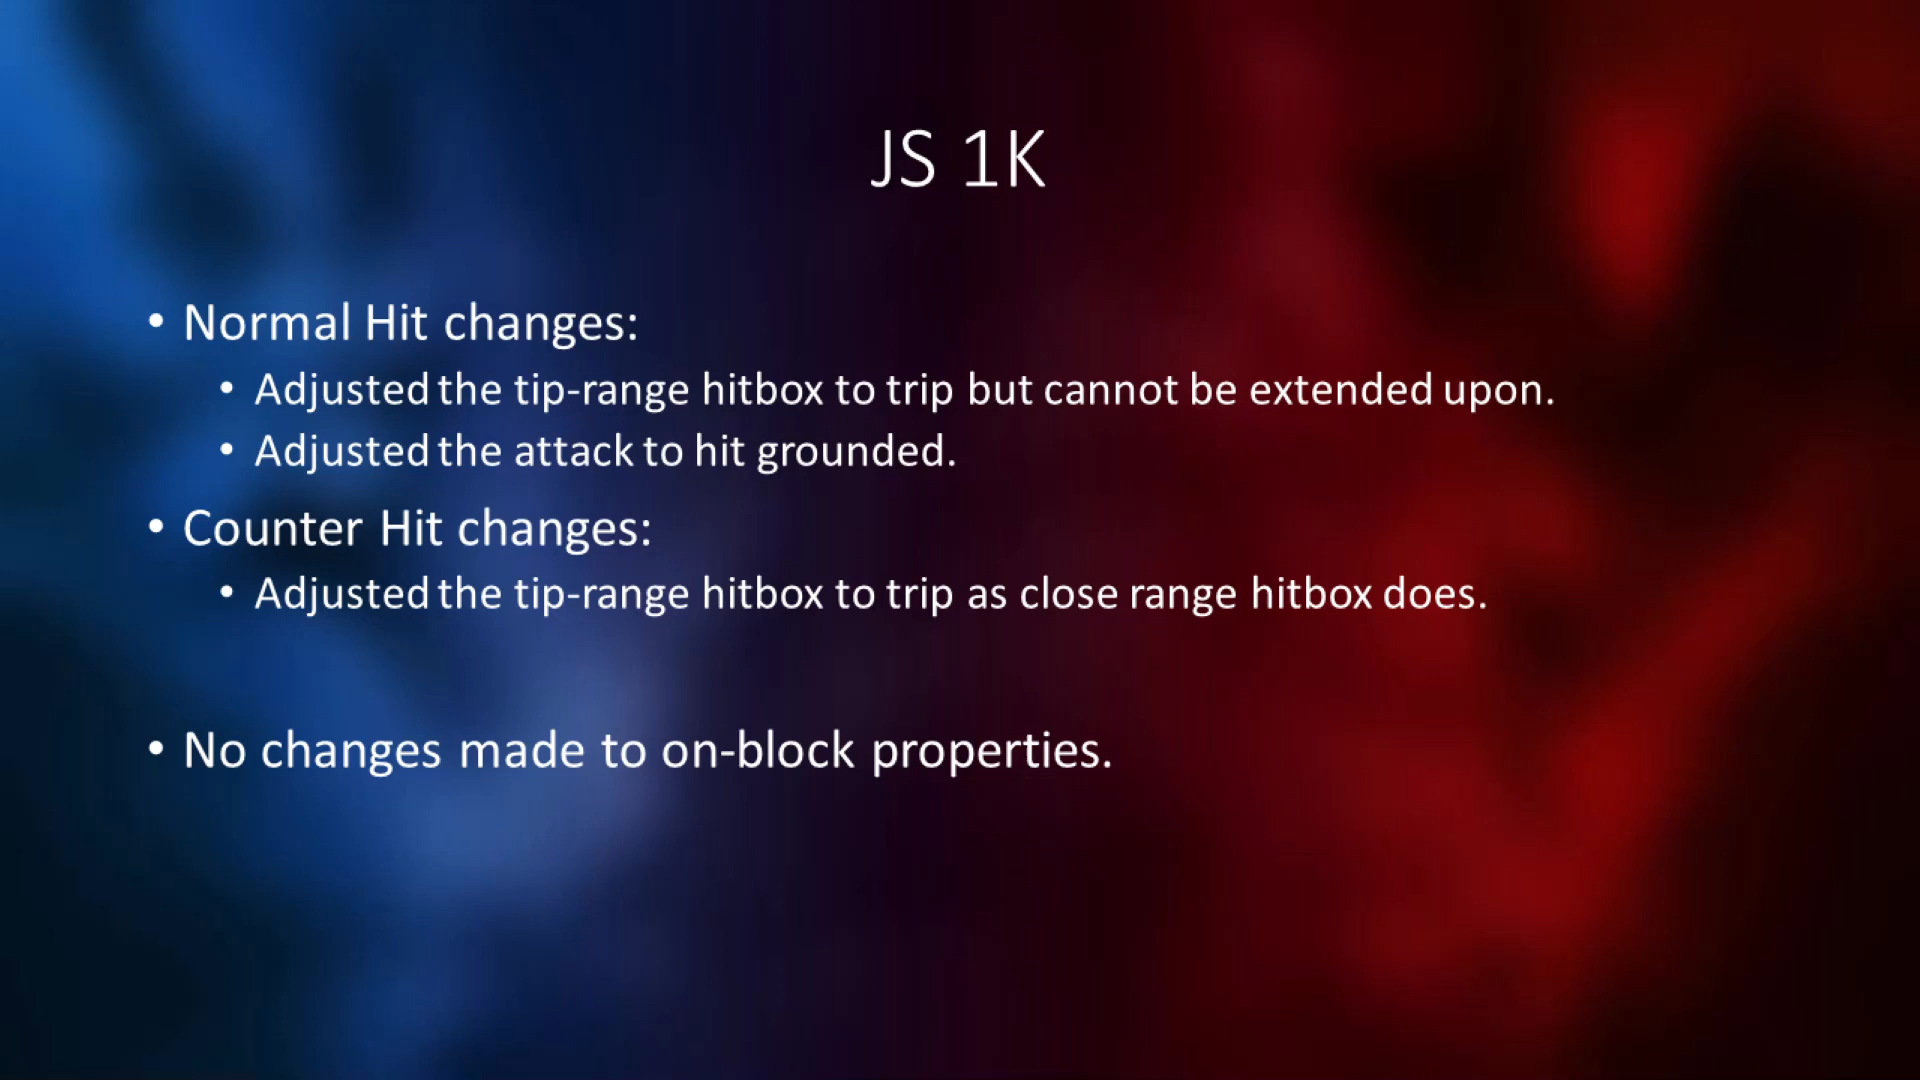 JS 1K
• Normal Hit changes:
• Adjusted the tip-range hitbox to trip but cannot be extended upon.
• Adjusted the attack to hit grounded.
• Counter Hit changes:
• Adjusted the tip-range hitbox to trip as close range hitbox does.
• No changes made to on-block properties.